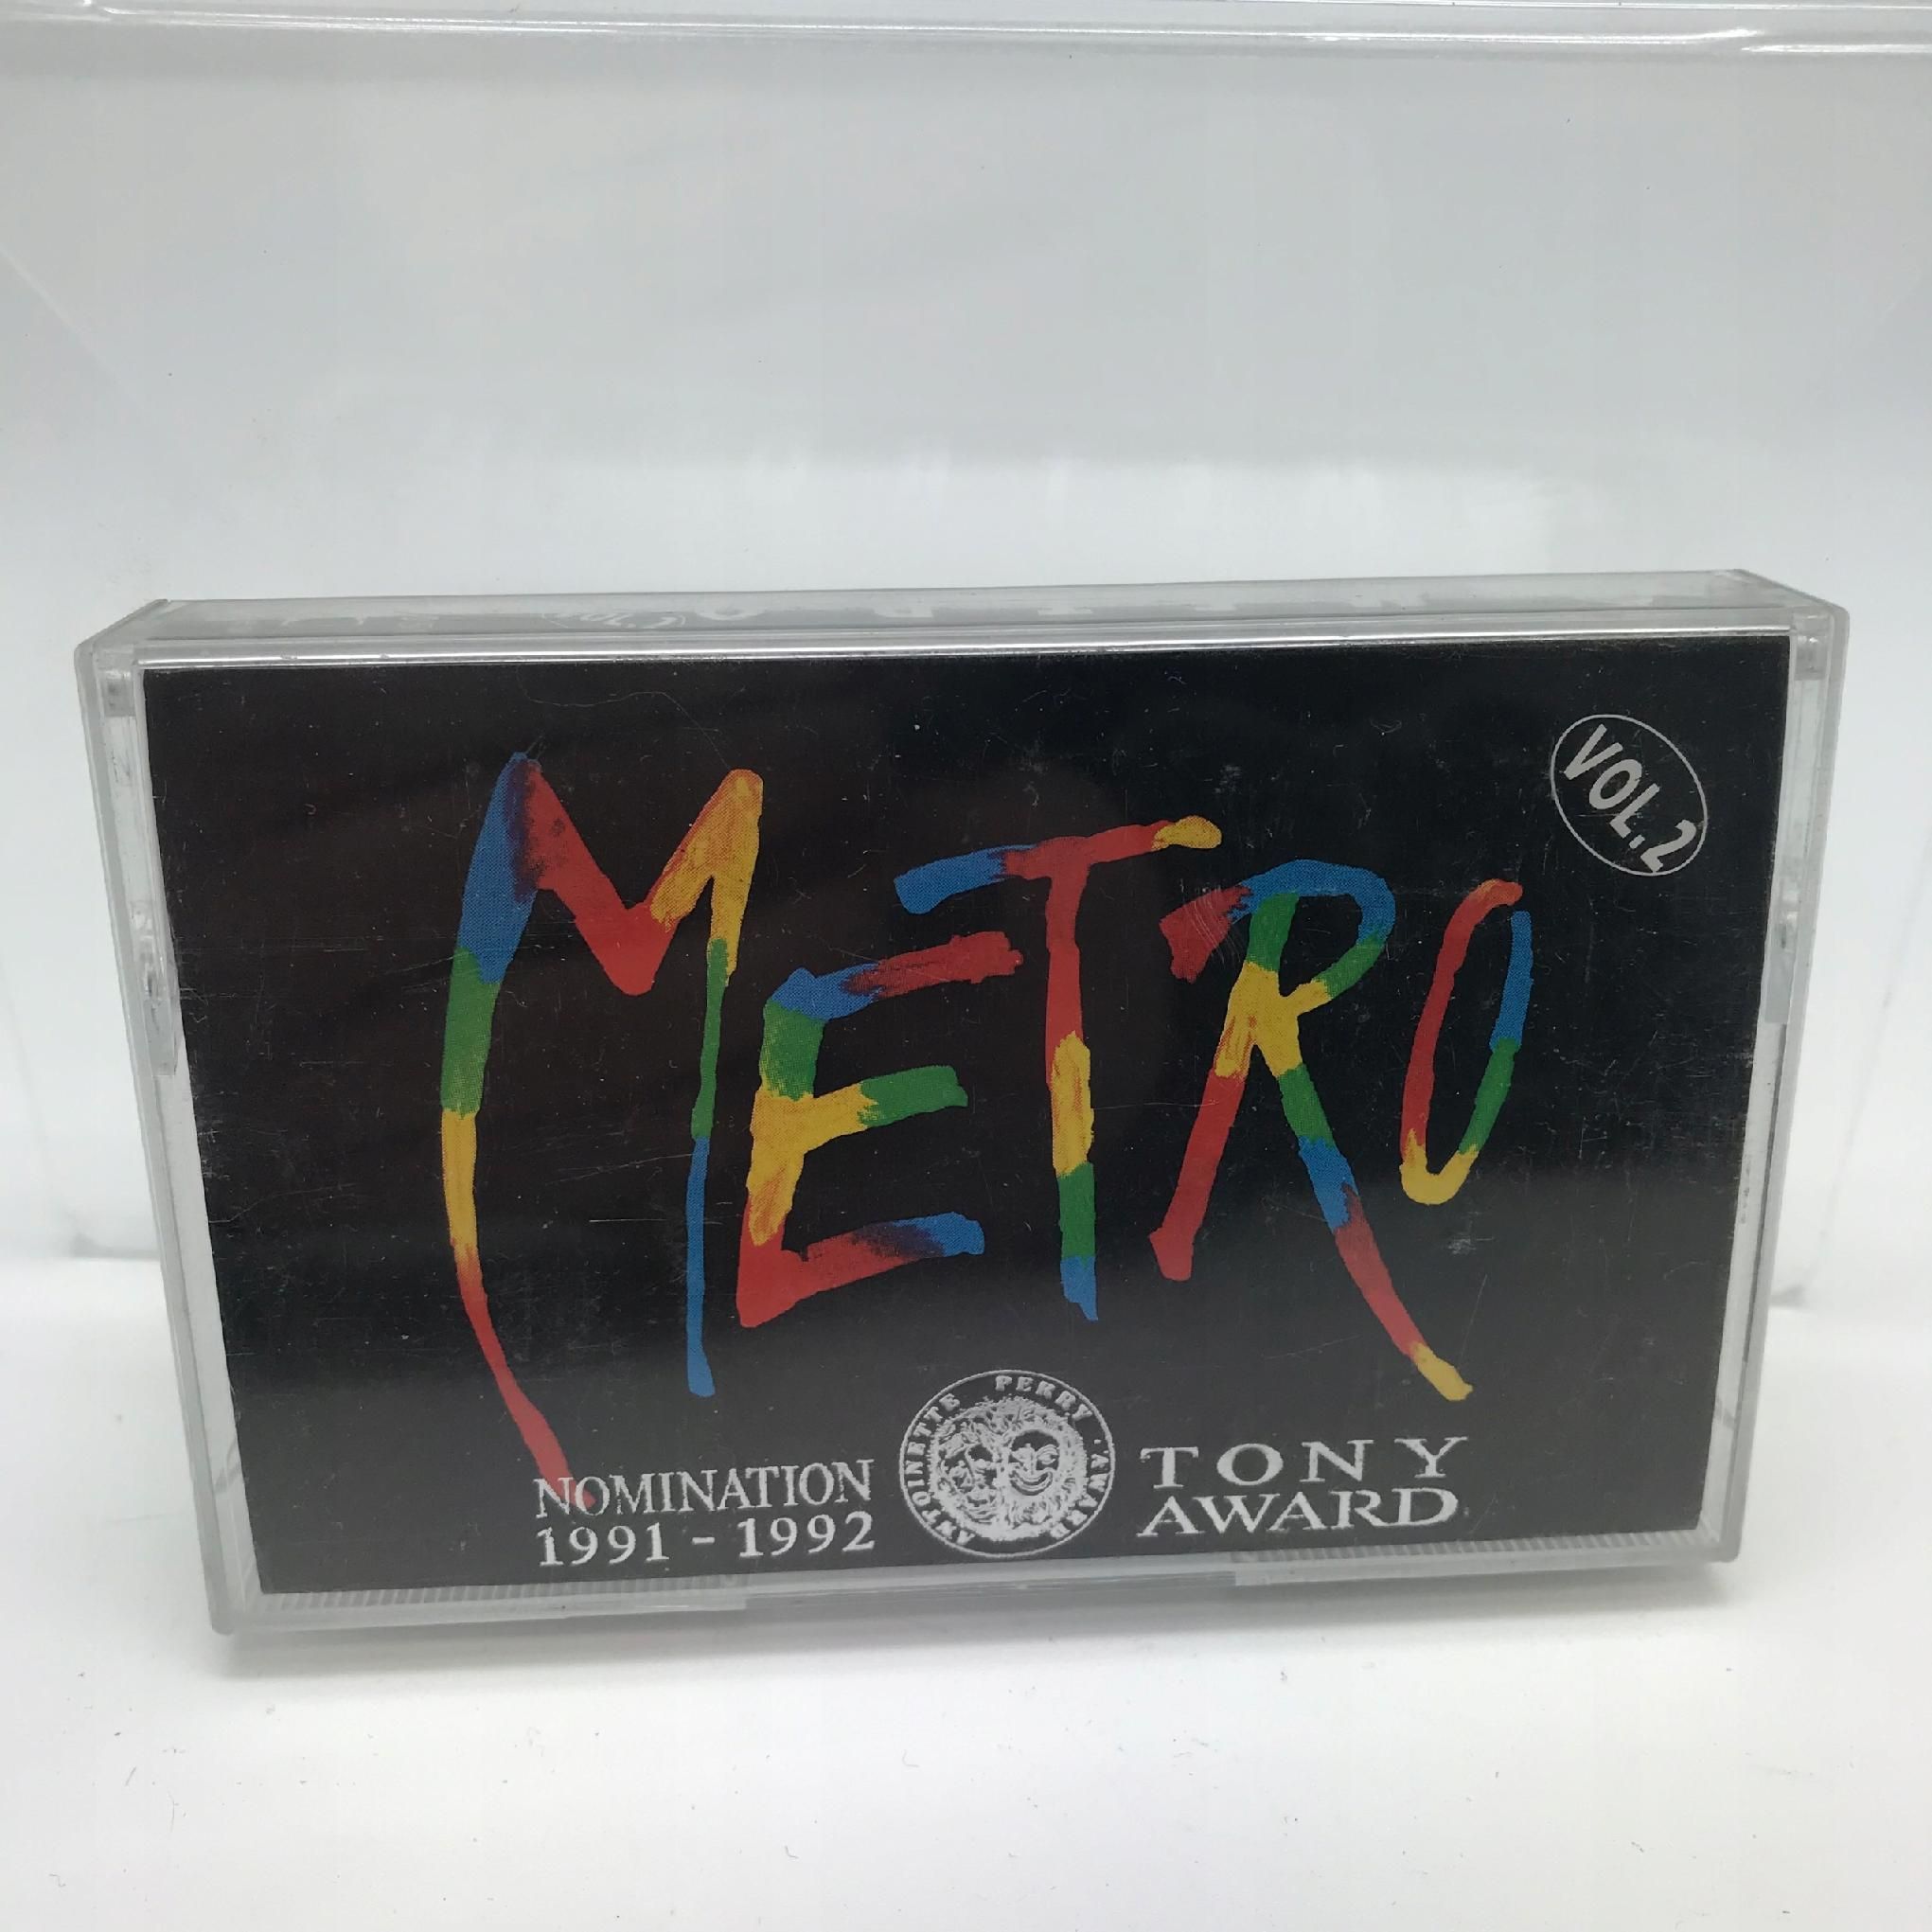 VOL.2
METRO
NOMINATION
1991 - 1992
ANTOINETTE PERRY · AWARD
TONY
AWARD